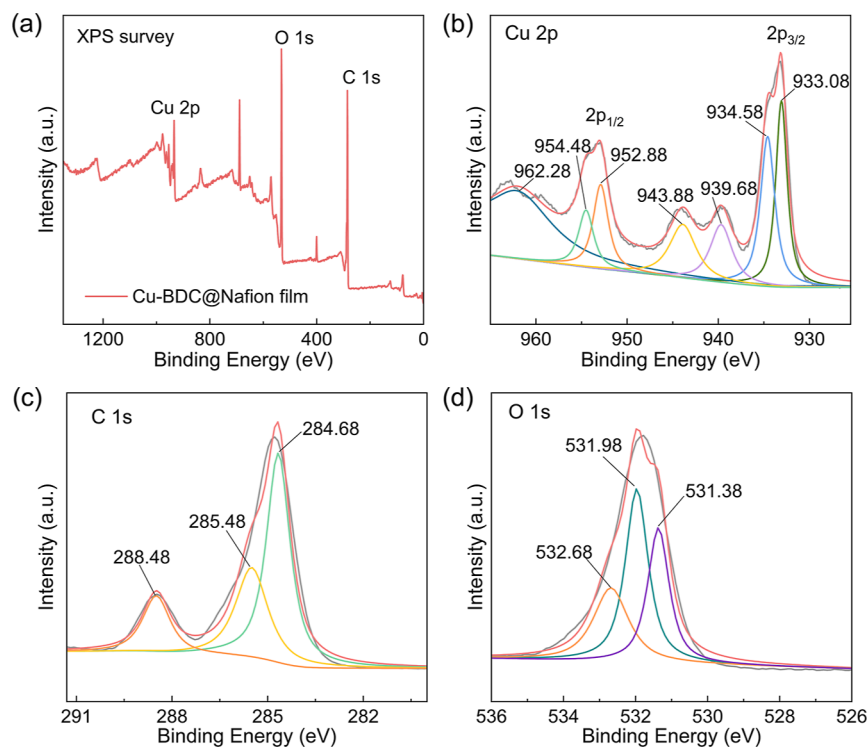 (a)
XPS survey
O 1s
C 1s
Cu 2p
Cu-BDC@Nafion film
Intensity (a.u.)
1200 800 400 0
Binding Energy (eV)
(b)
Cu 2p
2p3/2
933.08
934.58
2p1/2
954.48
952.88
962.28
943.88
939.68
Intensity (a.u.)
960 950 940 930
Binding Energy (eV)
(c)
C 1s
284.68
285.48
288.48
Intensity (a.u.)
291 288 285 282
Binding Energy (eV)
(d)
O 1s
531.98
531.38
532.68
Intensity (a.u.)
536 534 532 530 528 526
Binding Energy (eV)